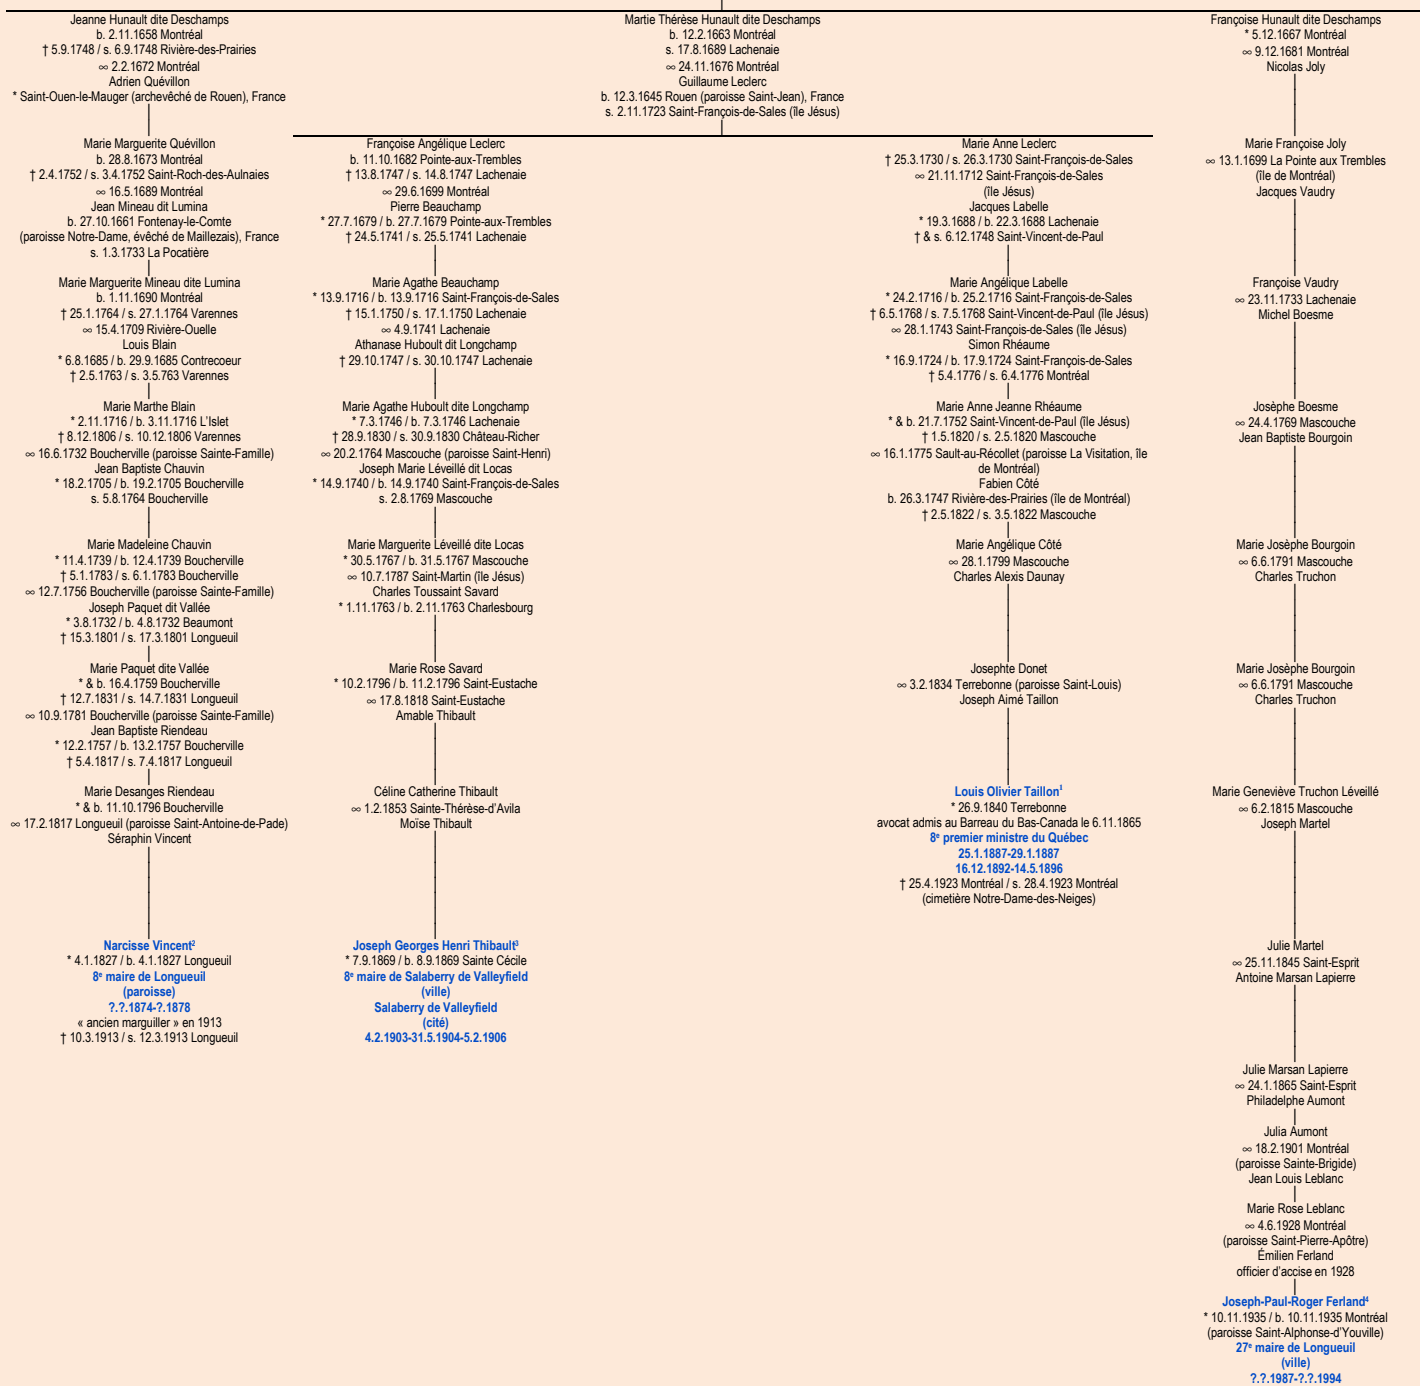 Jeanne Hunault dite Deschamps
b. 2.11.1658 Montréal
† 5.9.1748 / s. 6.9.1748 Rivière-des-Prairies
∞ 2.2.1672 Montréal
Adrien Quévillon
* Saint-Ouen-le-Mauger (archevêché de Rouen), France
Marie Marguerite Quévillon
b. 28.8.1673 Montréal
† 2.4.1752 / s. 3.4.1752 Saint-Roch-des-Aulnaies
∞ 16.5.1689 Montréal
Jean Mineau dit Lumina
b. 27.10.1661 Fontenay-le-Comte
(paroisse Notre-Dame, évêché de Maillezais), France
s. 1.3.1733 La Pocatière
Marie Marguerite Mineau dite Lumina
b. 1.11.1690 Montréal
† 25.1.1764 / s. 27.1.1764 Varennes
∞ 15.4.1709 Rivière-Ouelle
Louis Blain
* 6.8.1685 / b. 29.9.1685 Contrecoeur
† 2.5.1763 / s. 3.5.763 Varennes
Marie Marthe Blain
* 2.11.1716 / b. 3.11.1716 L'Islet
† 8.12.1806 / s. 10.12.1806 Varennes
∞ 16.6.1732 Boucherville (paroisse Sainte-Famille)
Jean Baptiste Chauvin
* 18.2.1705 / b. 19.2.1705 Boucherville
s. 5.8.1764 Boucherville
Marie Madeleine Chauvin
* 11.4.1739 / b. 12.4.1739 Boucherville
† 5.1.1783 / s. 6.1.1783 Boucherville
∞ 12.7.1756 Boucherville (paroisse Sainte-Famille)
Joseph Paquet dit Vallée
* 3.8.1732 / b. 4.8.1732 Beaumont
† 15.3.1801 / s. 17.3.1801 Longueuil
Marie Paquet dite Vallée
* & b. 16.4.1759 Boucherville
† 12.7.1831 / s. 14.7.1831 Longueuil
∞ 10.9.1781 Boucherville (paroisse Sainte-Famille)
Jean Baptiste Riendeau
* 12.2.1757 / b. 13.2.1757 Boucherville
† 5.4.1817 / s. 7.4.1817 Longueuil
Marie Desanges Riendeau
* & b. 11.10.1796 Boucherville
∞ 17.2.1817 Longueuil (paroisse Saint-Antoine-de-Pade)
Séraphin Vincent
Narcisse Vincent²
* 4.1.1827 / b. 4.1.1827 Longueuil
8e maire de Longueuil
(paroisse)
?.?.1874-?.1878
« ancien marguiller » en 1913
† 10.3.1913 / s. 12.3.1913 Longueuil
Martie Thérèse Hunault dite Deschamps
b. 12.2.1663 Montréal
s. 17.8.1689 Lachenaie
∞ 24.11.1676 Montréal
Guillaume Leclerc
b. 12.3.1645 Rouen (paroisse Saint-Jean), France
s. 2.11.1723 Saint-François-de-Sales (île Jésus)
Françoise Angélique Leclerc
b. 11.10.1682 Pointe-aux-Trembles
† 13.8.1747 / s. 14.8.1747 Lachenaie
∞ 29.6.1699 Montréal
Pierre Beauchamp
* 27.7.1679 / b. 27.7.1679 Pointe-aux-Trembles
† 24.5.1741 / s. 25.5.1741 Lachenaie
Marie Agathe Beauchamp
* 13.9.1716 / b. 13.9.1716 Saint-François-de-Sales
† 15.1.1750 / s. 17.1.1750 Lachenaie
∞ 4.9.1741 Lachenaie
Athanase Huboult dit Longchamp
† 29.10.1747 / s. 30.10.1747 Lachenaie
Marie Agathe Huboult dite Longchamp
* 7.3.1746 / b. 7.3.1746 Lachenaie
† 28.9.1830 / s. 30.9.1830 Château-Richer
∞ 20.2.1764 Mascouche (paroisse Saint-Henri)
Joseph Marie Léveillé dit Locas
* 14.9.1740 / b. 14.9.1740 Saint-François-de-Sales
s. 2.8.1769 Mascouche
Marie Marguerite Léveillé dite Locas
* 30.5.1767 / b. 31.5.1767 Mascouche
∞ 10.7.1787 Saint-Martin (île Jésus)
Charles Toussaint Savard
* 1.11.1763 / b. 2.11.1763 Charlesbourg
Marie Rose Savard
* 10.2.1796 / b. 11.2.1796 Saint-Eustache
∞ 17.8.1818 Saint-Eustache
Amable Thibault
Céline Catherine Thibault
∞ 1.2.1853 Sainte-Thérèse-d'Avila
Moïse Thibault
Joseph Georges Henri Thibault³
* 7.9.1869 / b. 8.9.1869 Sainte Cécile
8e maire de Salaberry de Valleyfield
(ville)
Salaberry de Valleyfield
(cité)
4.2.1903-31.5.1904-5.2.1906
Marie Anne Leclerc
† 25.3.1730 / s. 26.3.1730 Saint-François-de-Sales
∞ 21.11.1712 Saint-François-de-Sales
(île Jésus)
Jacques Labelle
* 19.3.1688 / b. 22.3.1688 Lachenaie
† & s. 6.12.1748 Saint-Vincent-de-Paul
Marie Angélique Labelle
* 24.2.1716 / b. 25.2.1716 Saint-François-de-Sales
† 6.5.1768 / s. 7.5.1768 Saint-Vincent-de-Paul (île Jésus)
∞ 28.1.1743 Saint-François-de-Sales (île Jésus)
Simon Rhéaume
* 16.9.1724 / b. 17.9.1724 Saint-François-de-Sales
† 5.4.1776 / s. 6.4.1776 Montréal
Marie Anne Jeanne Rhéaume
* & b. 21.7.1752 Saint-Vincent-de-Paul (île Jésus)
† 1.5.1820 / s. 2.5.1820 Mascouche
∞ 16.1.1775 Sault-au-Récollet (paroisse La Visitation, île
de Montréal)
Fabien Côté
b. 26.3.1747 Rivière-des-Prairies (île de Montréal)
† 2.5.1822 / s. 3.5.1822 Mascouche
Marie Angélique Côté
∞ 28.1.1799 Mascouche
Charles Alexis Daunay
Josephte Donet
∞ 3.2.1834 Terrebonne (paroisse Saint-Louis)
Joseph Aimé Taillon
Louis Olivier Taillon¹
* 26.9.1840 Terrebonne
avocat admis au Barreau du Bas-Canada le 6.11.1865
8e premier ministre du Québec
25.1.1887-29.1.1887
16.12.1892-14.5.1896
† 25.4.1923 Montréal / s. 28.4.1923 Montréal
(cimetière Notre-Dame-des-Neiges)
Françoise Hunault dite Deschamps
* 5.12.1667 Montréal
∞ 9.12.1681 Montréal
Nicolas Joly
Marie Françoise Joly
∞ 13.1.1699 La Pointe aux Trembles
(île de Montréal)
Jacques Vaudry
Françoise Vaudry
∞ 23.11.1733 Lachenaie
Michel Boesme
Josèphe Boesme
∞ 24.4.1769 Mascouche
Jean Baptiste Bourgoin
Marie Josèphe Bourgoin
∞ 6.6.1791 Mascouche
Charles Truchon
Marie Josèphe Bourgoin
∞ 6.6.1791 Mascouche
Charles Truchon
Marie Geneviève Truchon Léveillé
∞ 6.2.1815 Mascouche
Joseph Martel
Julie Martel
∞ 25.11.1845 Saint-Esprit
Antoine Marsan Lapierre
Julie Marsan Lapierre
∞ 24.1.1865 Saint-Esprit
Philadelphe Aumont
Julia Aumont
∞ 18.2.1901 Montréal
(paroisse Sainte-Brigide)
Jean Louis Leblanc
Marie Rose Leblanc
∞ 4.6.1928 Montréal
(paroisse Saint-Pierre-Apôtre)
Émilien Ferland
officier d'accise en 1928
Joseph-Paul-Roger Ferland⁴
* 10.11.1935 / b. 10.11.1935 Montréal
(paroisse Saint-Alphonse-d'Youville)
27e maire de Longueuil
(ville)
?.?.1987-?.?.1994